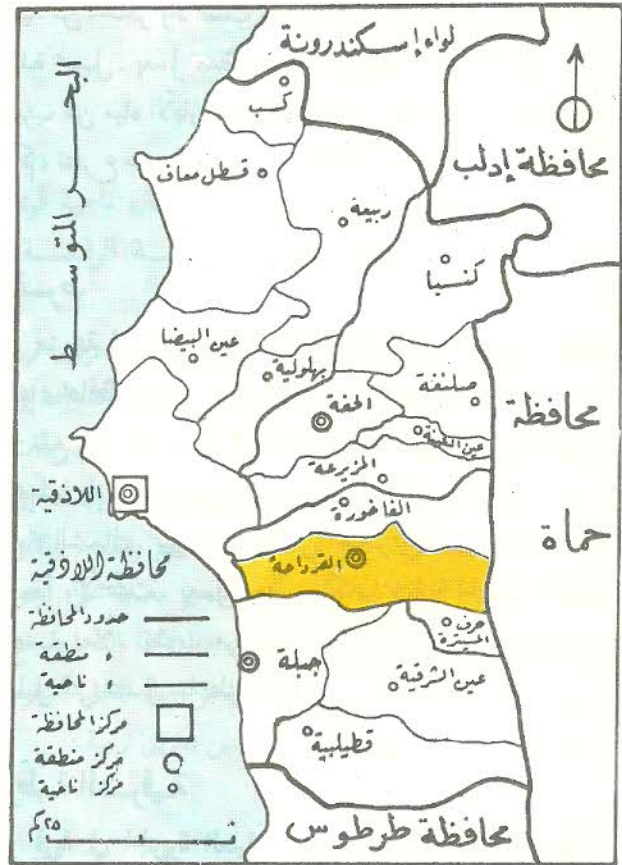 لواء إسكندرونة
محافظة إدلب
البحر المتوسط
كسب
قسطل معاف
ربيعة
كنسبا
عين البيضا
بهلولية
صلنفة
الحفة
عين التينة
محافظة
حماة
المزيرعة
الفاخورة
اللاذقية
القرداحة
حرف
المسيترة
جبلة
عين الشرقية
قطيلبية
محافظة طرطوس
محافظة اللاذقية
حدود المحافظة
منطقة
ناحية
مركز المحافظة
مركز منطقة
مركز ناحية
٢٥كم